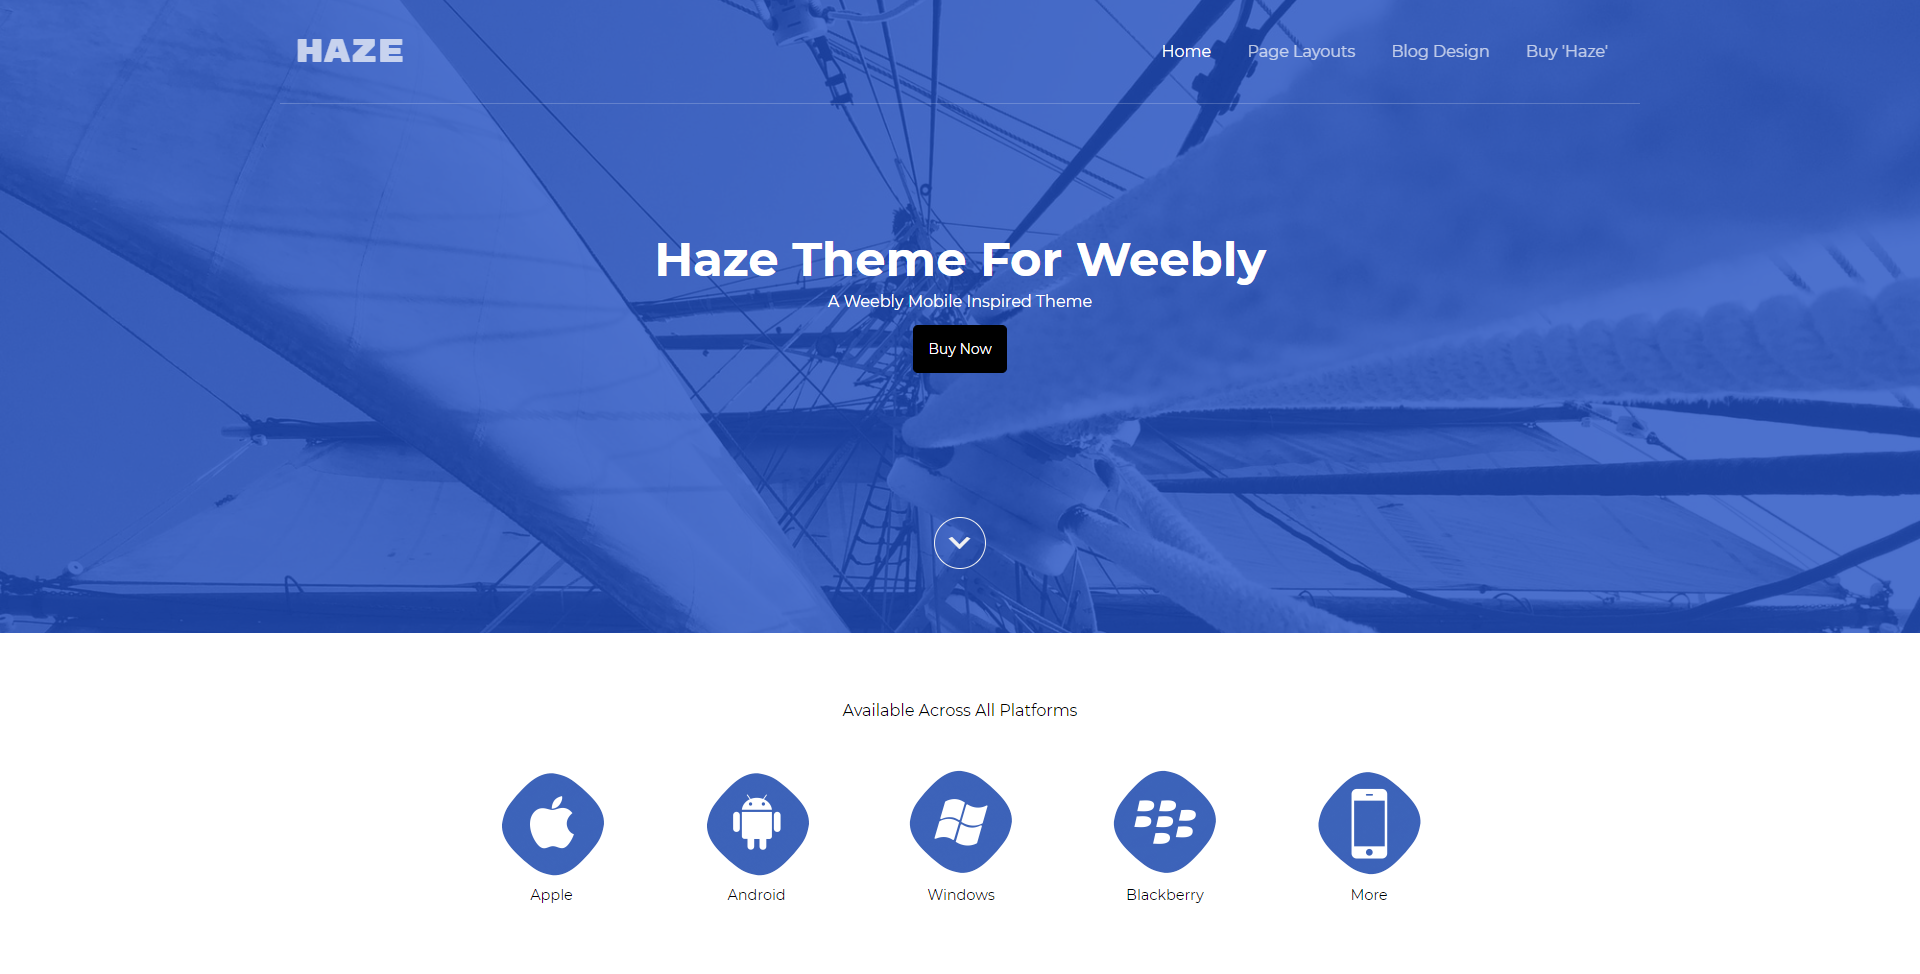 HAZE
Home Page Layouts Blog Design Buy 'Haze'
Haze Theme For Weebly
A Weebly Mobile Inspired Theme
Buy Now
Available Across All Platforms
Apple Android Windows Blackberry More